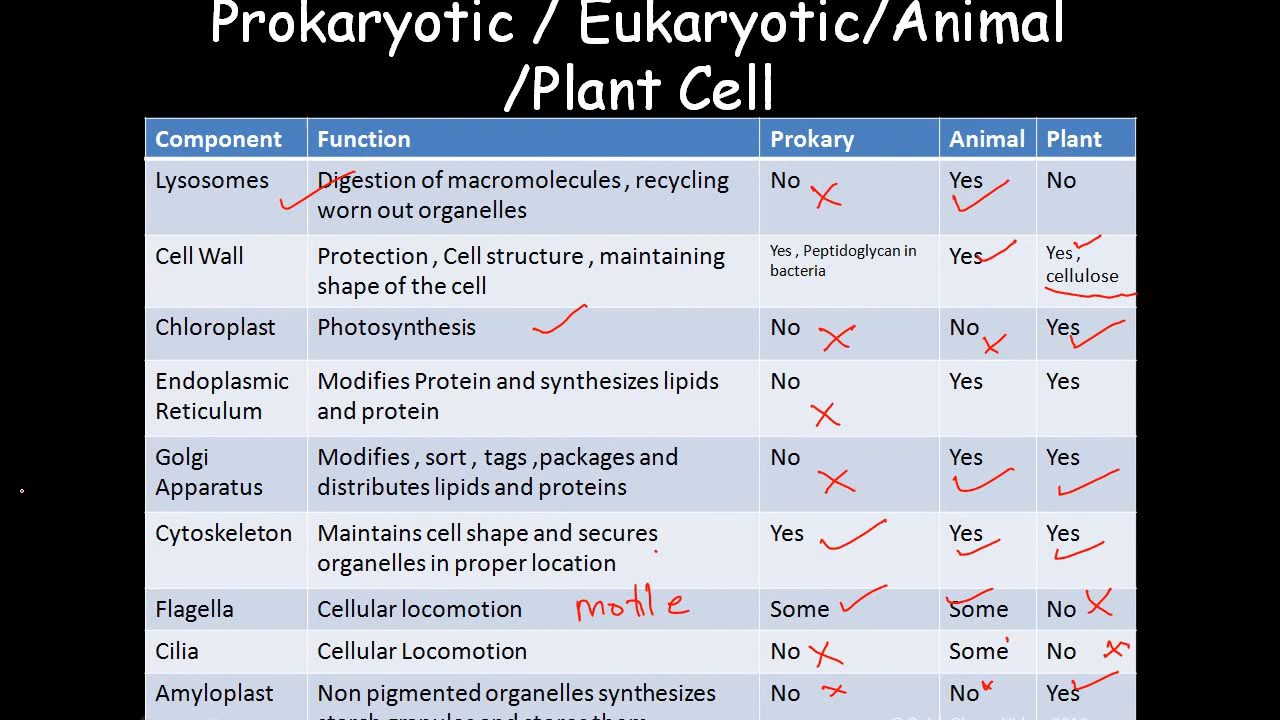 Prokaryotic / Eukaryotic/Animal
/Plant Cell
Component Function Prokary Animal Plant
Lysosomes Digestion of macromolecules , recycling No Yes No
worn out organelles
Cell Wall Protection , Cell structure , maintaining Yes , Peptidoglycan in Yes Yes ,
shape of the cell bacteria cellulose
Chloroplast Photosynthesis No No Yes
Endoplasmic Modifies Protein and synthesizes lipids No Yes Yes
Reticulum and protein
Golgi Modifies , sort , tags ,packages and No Yes Yes
Apparatus distributes lipids and proteins
Cytoskeleton Maintains cell shape and secures Yes Yes Yes
organelles in proper location
Flagella Cellular locomotion motile Some Some No
Cilia Cellular Locomotion No Some No
Amyloplast Non pigmented organelles synthesizes No No Yes